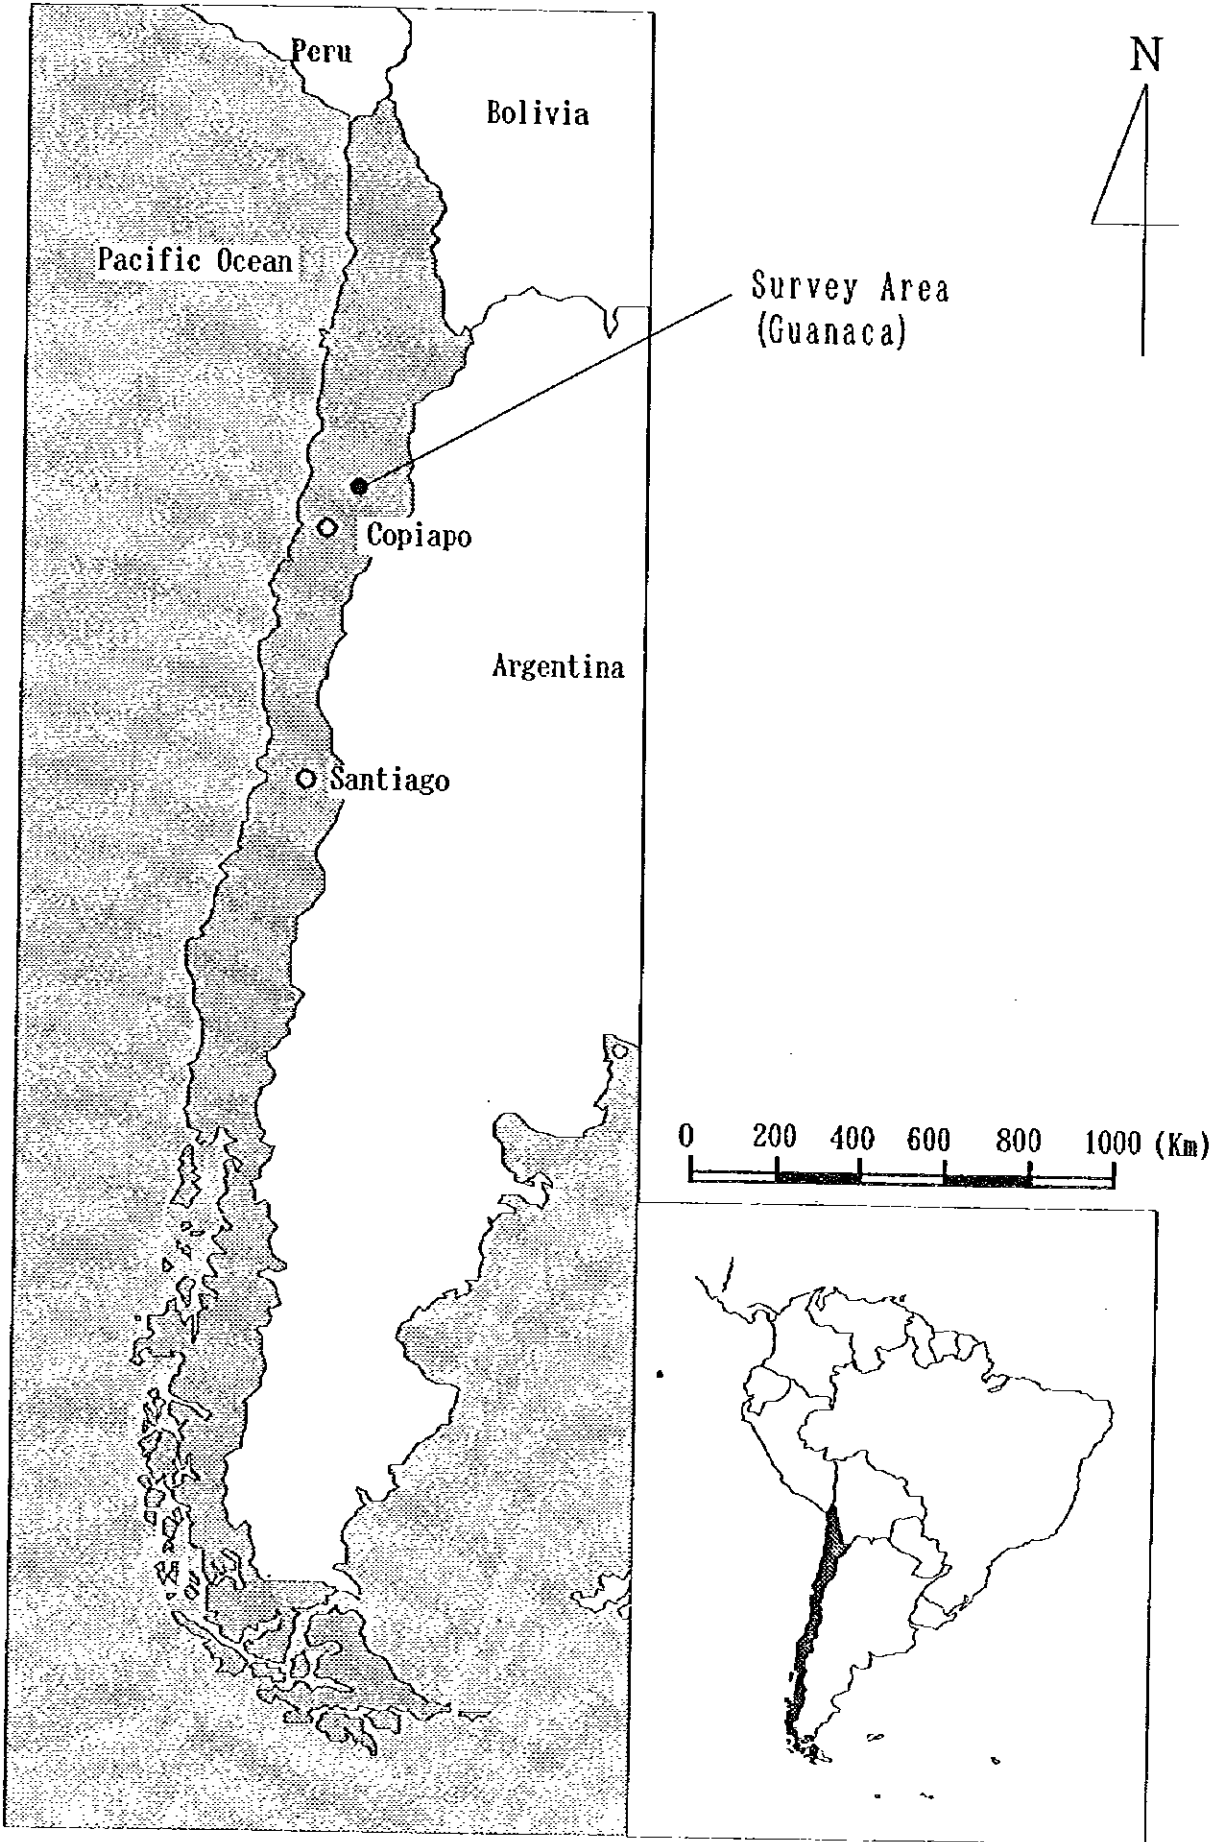 Peru
N
Bolivia
Pacific Ocean
Survey Area
(Guanaca)
Copiapo
Argentina
Santiago
0 200 400 600 800 1000 (Km)